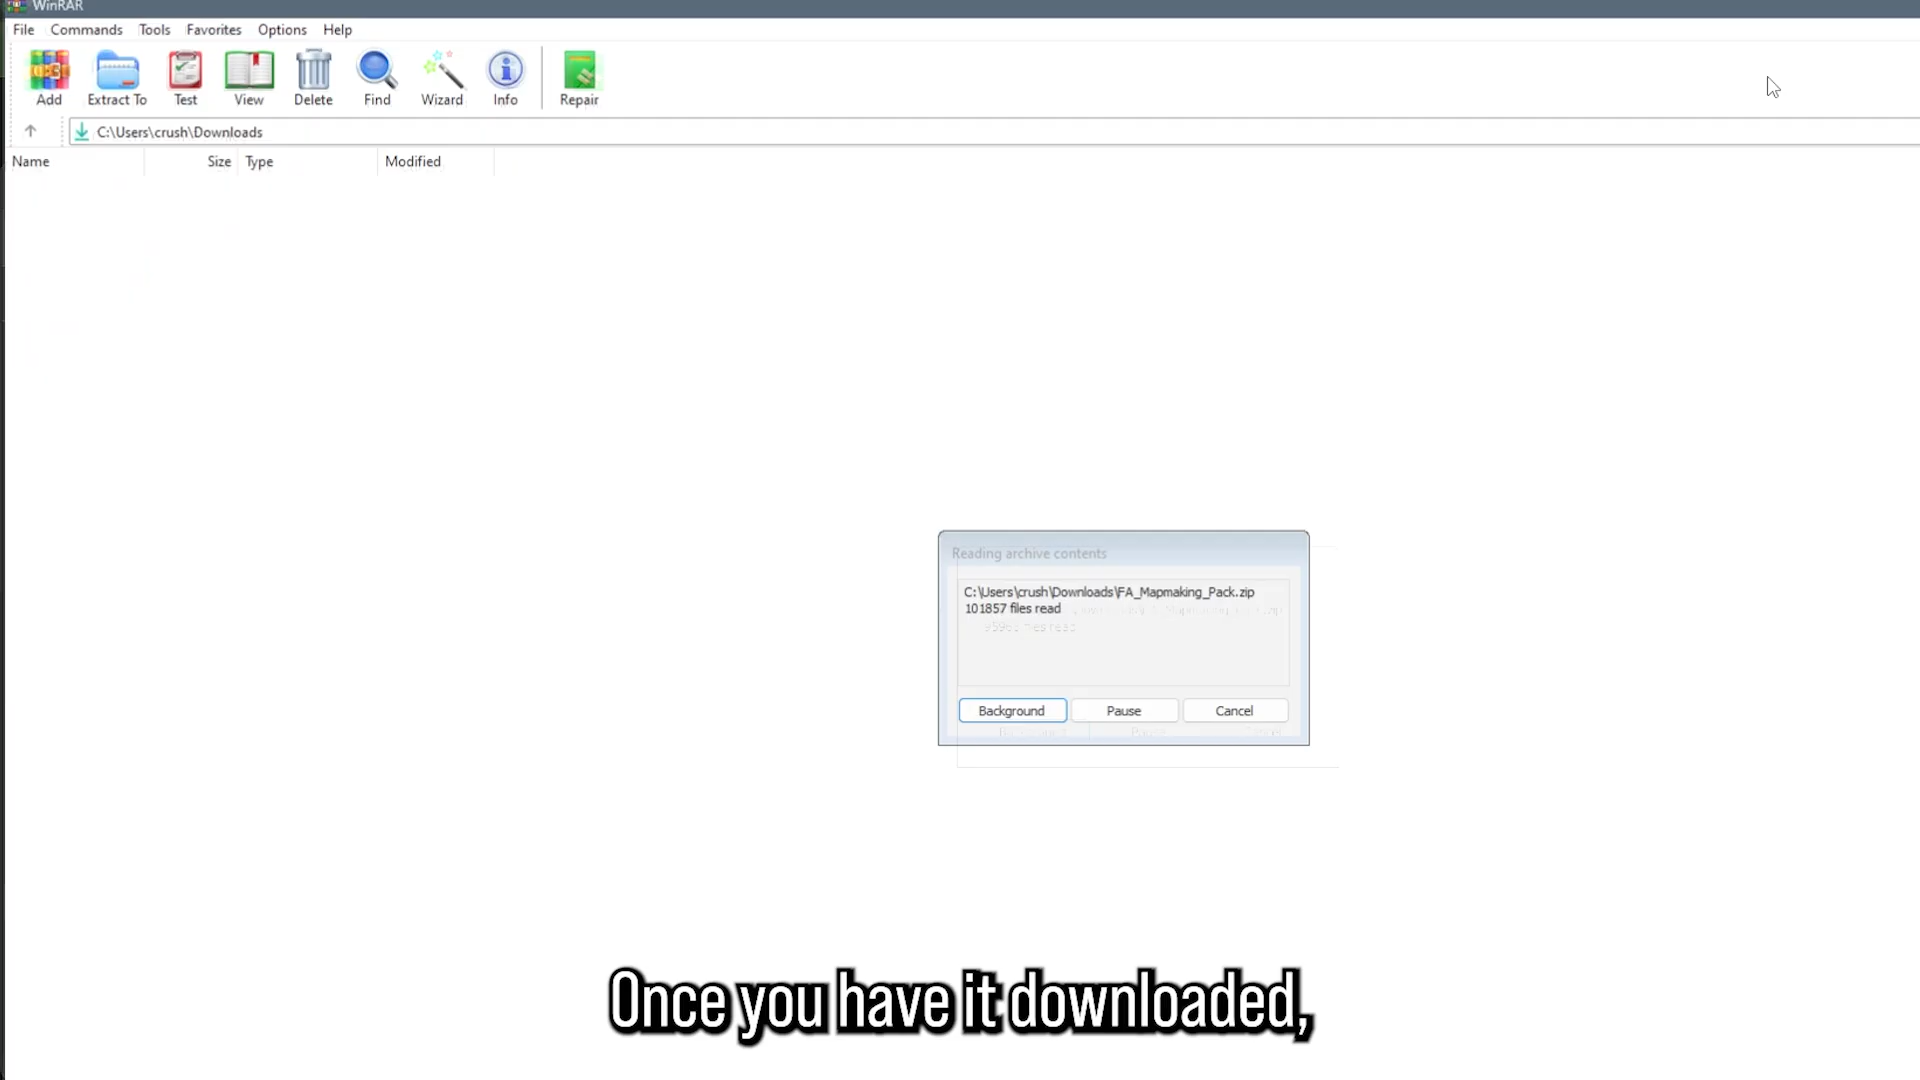 WinRAR
File Commands Tools Favorites Options Help
Add Extract To Test View Delete Find Wizard Info Repair
C:\Users\crush\Downloads
Name Size Type Modified
Reading archive contents
C:\Users\crush\Downloads\FA_Mapmaking_Pack.zip
101857 files read
Background Pause Cancel
Once you have it downloaded,